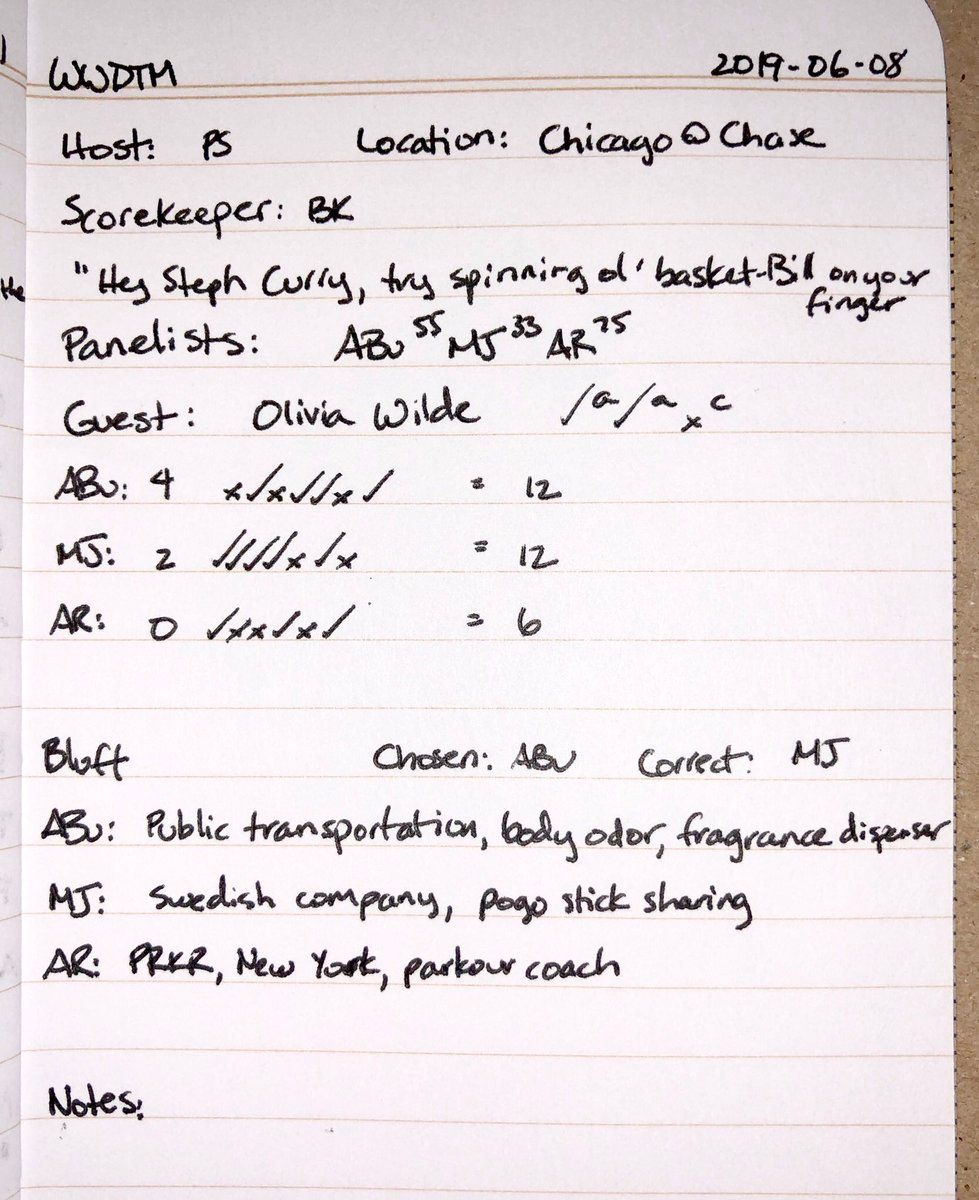 WWDTM 2019-06-08
Host: PS Location: Chicago @ Chase
Scorekeeper: BK
"Hey Steph Curry, try spinning ol' basket-Bill on your
finger
Panelists: ABu 55 MJ 33 AR 75
Guest: Olivia Wilde ✓a ✓a ×c
ABu: 4 ×✓×✓✓×✓ = 12
MJ: 2 ✓✓✓✓×✓× = 12
AR: 0 ✓××✓×✓ = 6
Bluff Chosen: ABu Correct: MJ
ABu: Public transportation, body odor, fragrance dispenser
MJ: Swedish company, pogo stick sharing
AR: PRKR, New York, parkour coach
Notes: